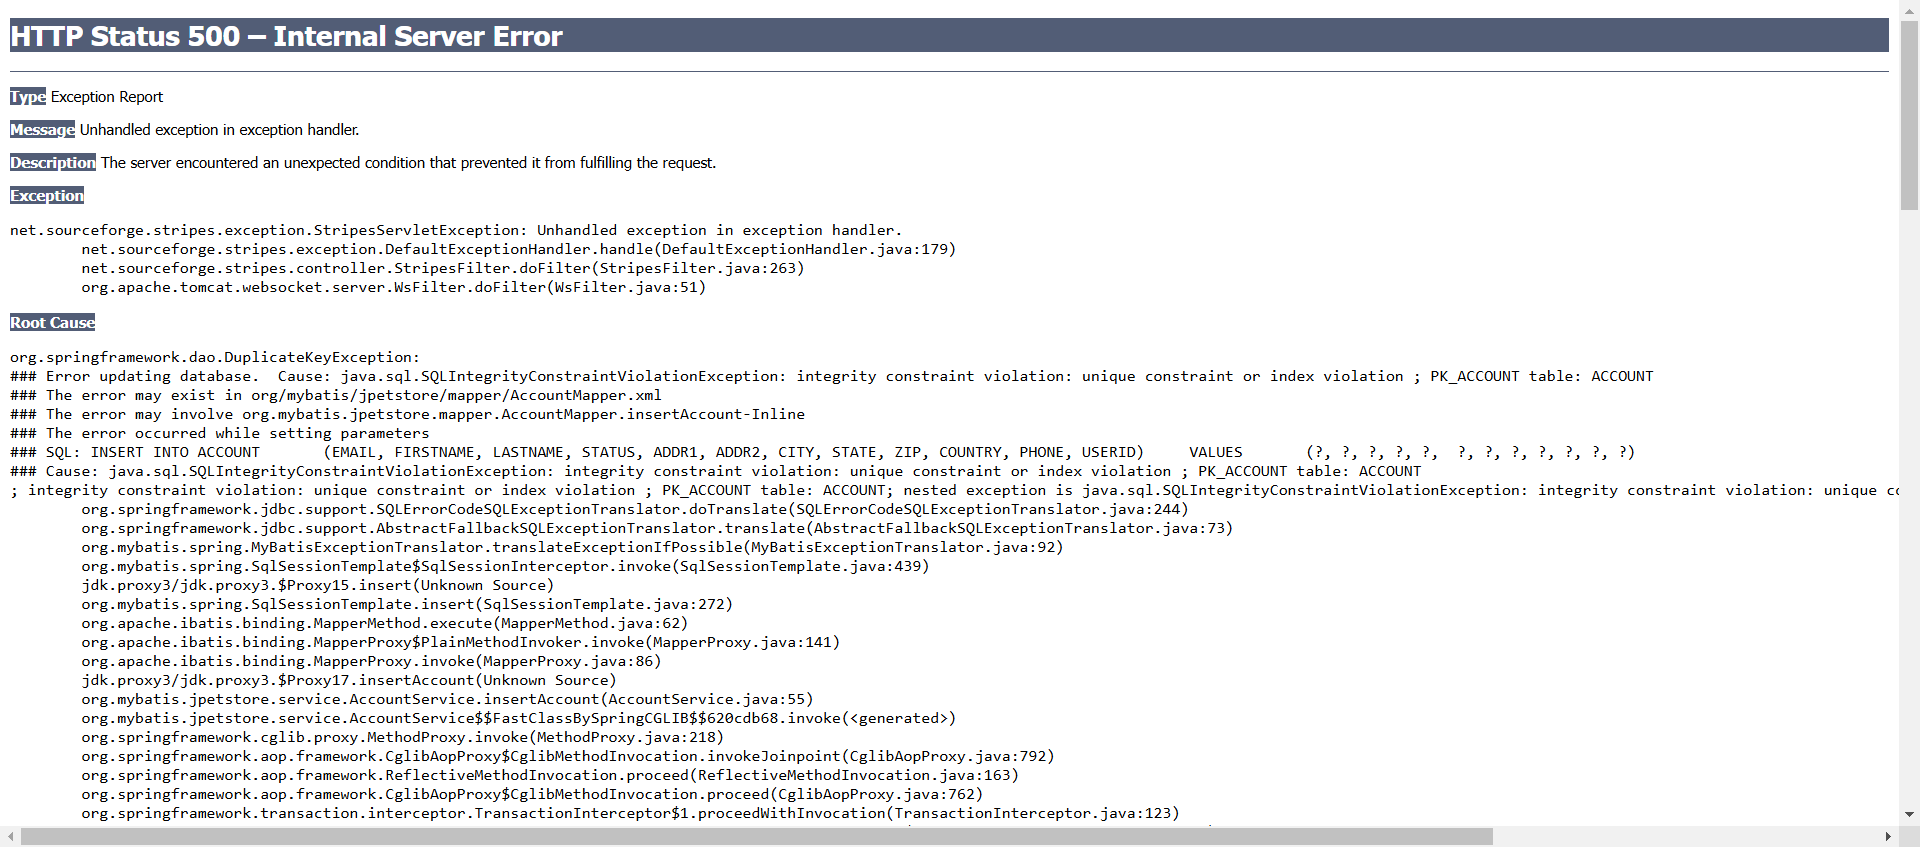 HTTP Status 500 – Internal Server Error
Type Exception Report
Message Unhandled exception in exception handler.
Description The server encountered an unexpected condition that prevented it from fulfilling the request.
Exception
net.sourceforge.stripes.exception.StripesServletException: Unhandled exception in exception handler.
net.sourceforge.stripes.exception.DefaultExceptionHandler.handle(DefaultExceptionHandler.java:179)
net.sourceforge.stripes.controller.StripesFilter.doFilter(StripesFilter.java:263)
org.apache.tomcat.websocket.server.WsFilter.doFilter(WsFilter.java:51)
Root Cause
org.springframework.dao.DuplicateKeyException:
### Error updating database.  Cause: java.sql.SQLIntegrityConstraintViolationException: integrity constraint violation: unique constraint or index violation ; PK_ACCOUNT table: ACCOUNT
### The error may exist in org/mybatis/jpetstore/mapper/AccountMapper.xml
### The error may involve org.mybatis.jpetstore.mapper.AccountMapper.insertAccount-Inline
### The error occurred while setting parameters
### SQL: INSERT INTO ACCOUNT       (EMAIL, FIRSTNAME, LASTNAME, STATUS, ADDR1, ADDR2, CITY, STATE, ZIP, COUNTRY, PHONE, USERID)     VALUES       (?, ?, ?, ?, ?,  ?, ?, ?, ?, ?, ?, ?)
### Cause: java.sql.SQLIntegrityConstraintViolationException: integrity constraint violation: unique constraint or index violation ; PK_ACCOUNT table: ACCOUNT
; integrity constraint violation: unique constraint or index violation ; PK_ACCOUNT table: ACCOUNT; nested exception is java.sql.SQLIntegrityConstraintViolationException: integrity constraint violation: unique
org.springframework.jdbc.support.SQLErrorCodeSQLExceptionTranslator.doTranslate(SQLErrorCodeSQLExceptionTranslator.java:244)
org.springframework.jdbc.support.AbstractFallbackSQLExceptionTranslator.translate(AbstractFallbackSQLExceptionTranslator.java:73)
org.mybatis.spring.MyBatisExceptionTranslator.translateExceptionIfPossible(MyBatisExceptionTranslator.java:92)
org.mybatis.spring.SqlSessionTemplate$SqlSessionInterceptor.invoke(SqlSessionTemplate.java:439)
jdk.proxy3/jdk.proxy3.$Proxy15.insert(Unknown Source)
org.mybatis.spring.SqlSessionTemplate.insert(SqlSessionTemplate.java:272)
org.apache.ibatis.binding.MapperMethod.execute(MapperMethod.java:62)
org.apache.ibatis.binding.MapperProxy$PlainMethodInvoker.invoke(MapperProxy.java:141)
org.apache.ibatis.binding.MapperProxy.invoke(MapperProxy.java:86)
jdk.proxy3/jdk.proxy3.$Proxy17.insertAccount(Unknown Source)
org.mybatis.jpetstore.service.AccountService.insertAccount(AccountService.java:55)
org.mybatis.jpetstore.service.AccountService$$FastClassBySpringCGLIB$$620cdb68.invoke(<generated>)
org.springframework.cglib.proxy.MethodProxy.invoke(MethodProxy.java:218)
org.springframework.aop.framework.CglibAopProxy$CglibMethodInvocation.invokeJoinpoint(CglibAopProxy.java:792)
org.springframework.aop.framework.ReflectiveMethodInvocation.proceed(ReflectiveMethodInvocation.java:163)
org.springframework.aop.framework.CglibAopProxy$CglibMethodInvocation.proceed(CglibAopProxy.java:762)
org.springframework.transaction.interceptor.TransactionInterceptor$1.proceedWithInvocation(TransactionInterceptor.java:123)